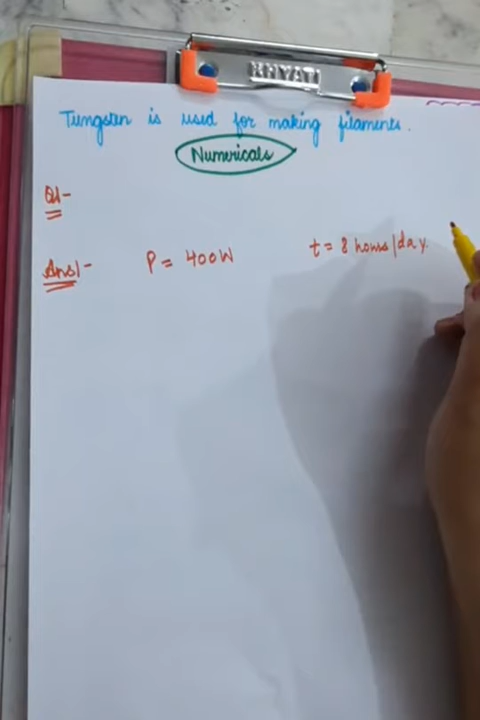 KHYATI
Tungsten is used for making filaments.
Numericals
Q1-
Ans1- P = 400W t = 8 hours/day.